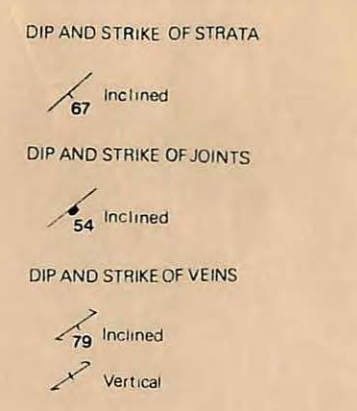 DIP AND STRIKE OF STRATA
67 Inclined
DIP AND STRIKE OF JOINTS
54 Inclined
DIP AND STRIKE OF VEINS
79 Inclined
Vertical